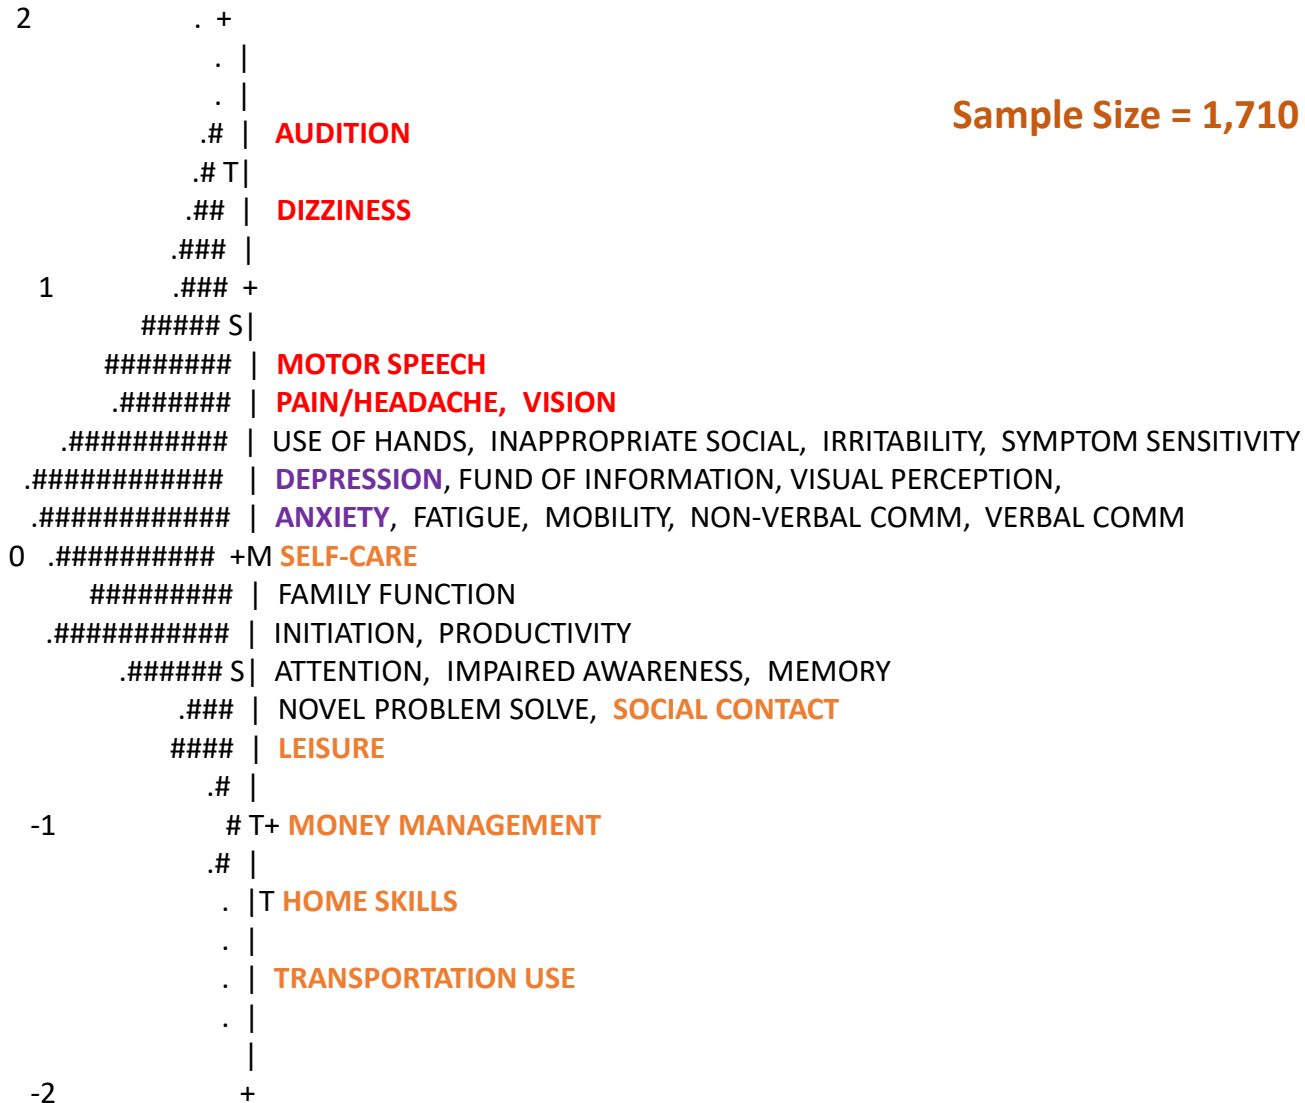 2 . +
. |
. |
Sample Size = 1,710
.# | AUDITION
.# T|
.## | DIZZINESS
.### |
1 .### +
##### S|
######## | MOTOR SPEECH
.####### | PAIN/HEADACHE, VISION
.########## | USE OF HANDS, INAPPROPRIATE SOCIAL, IRRITABILITY, SYMPTOM SENSITIVITY
.############ | DEPRESSION, FUND OF INFORMATION, VISUAL PERCEPTION,
.############ | ANXIETY, FATIGUE, MOBILITY, NON-VERBAL COMM, VERBAL COMM
0 .########## +M SELF-CARE
######### | FAMILY FUNCTION
.########### | INITIATION, PRODUCTIVITY
.###### S| ATTENTION, IMPAIRED AWARENESS, MEMORY
.### | NOVEL PROBLEM SOLVE, SOCIAL CONTACT
#### | LEISURE
.# |
-1 # T+ MONEY MANAGEMENT
.# |
. |T HOME SKILLS
. |
. | TRANSPORTATION USE
. |
|
-2 +